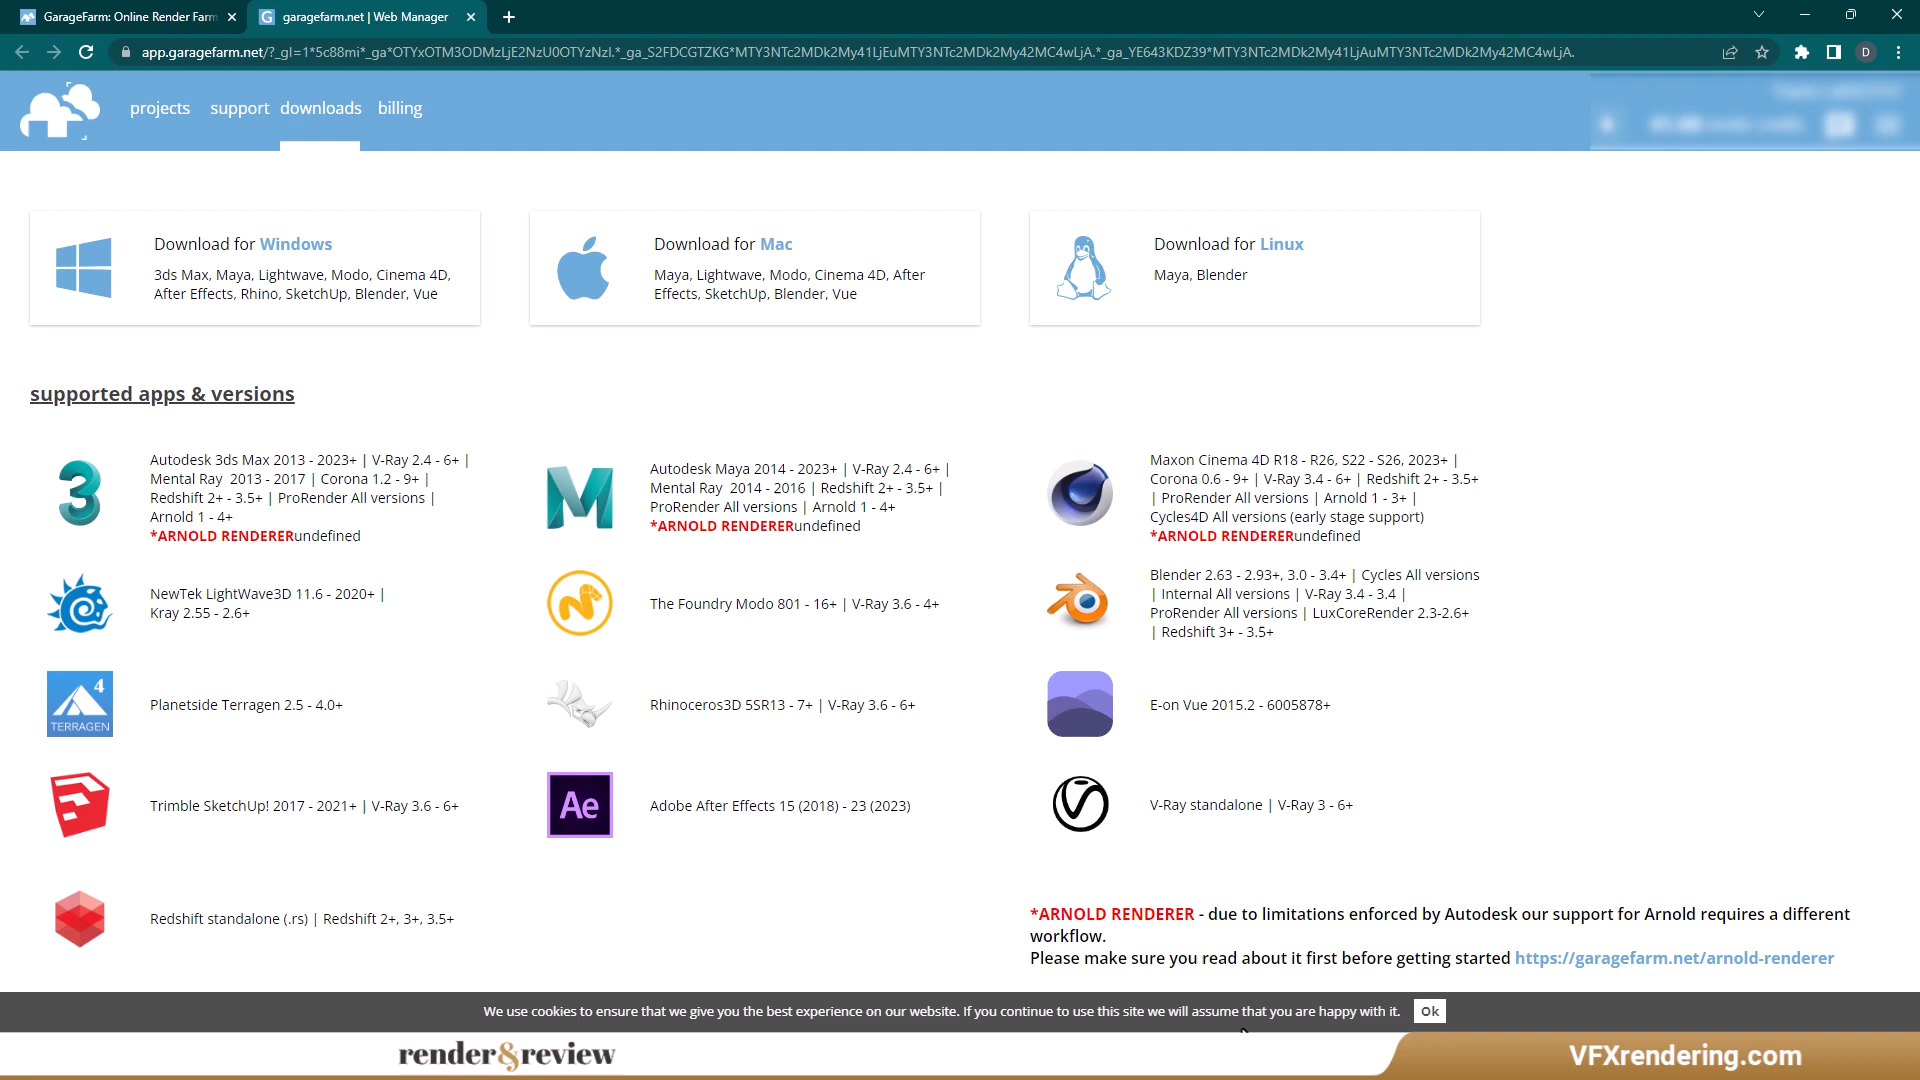 GarageFarm: Online Render Farm
garagefarm.net | Web Manager
app.garagefarm.net/?_gl=1*5c88mi*_ga*OTYxOTM3ODMzLjE2NzU0OTYzNzI.*_ga_S2FDCGTZKG*MTY3NTc2MDk2My41LjEuMTY3NTc2MDk2My42MC4wLjA.*_ga_YE643KDZ39*MTY3NTc2MDk2My41LjAuMTY3NTc2MDk2My42MC4wLjA.
D
projects support downloads billing
Download for Windows
3ds Max, Maya, Lightwave, Modo, Cinema 4D,
After Effects, Rhino, SketchUp, Blender, Vue
Download for Mac
Maya, Lightwave, Modo, Cinema 4D, After
Effects, SketchUp, Blender, Vue
Download for Linux
Maya, Blender
supported apps & versions
Autodesk 3ds Max 2013 - 2023+ | V-Ray 2.4 - 6+ |
Mental Ray 2013 - 2017 | Corona 1.2 - 9+ |
Redshift 2+ - 3.5+ | ProRender All versions |
Arnold 1 - 4+
*ARNOLD RENDERERundefined
Autodesk Maya 2014 - 2023+ | V-Ray 2.4 - 6+ |
Mental Ray 2014 - 2016 | Redshift 2+ - 3.5+ |
ProRender All versions | Arnold 1 - 4+
*ARNOLD RENDERERundefined
Maxon Cinema 4D R18 - R26, S22 - S26, 2023+ |
Corona 0.6 - 9+ | V-Ray 3.4 - 6+ | Redshift 2+ - 3.5+
| ProRender All versions | Arnold 1 - 3+ |
Cycles4D All versions (early stage support)
*ARNOLD RENDERERundefined
NewTek LightWave3D 11.6 - 2020+ |
Kray 2.55 - 2.6+
The Foundry Modo 801 - 16+ | V-Ray 3.6 - 4+
Blender 2.63 - 2.93+, 3.0 - 3.4+ | Cycles All versions
| Internal All versions | V-Ray 3.4 - 3.4 |
ProRender All versions | LuxCoreRender 2.3-2.6+
| Redshift 3+ - 3.5+
4
TERRAGEN
Planetside Terragen 2.5 - 4.0+
Rhinoceros3D 5SR13 - 7+ | V-Ray 3.6 - 6+
E-on Vue 2015.2 - 6005878+
Trimble SketchUp! 2017 - 2021+ | V-Ray 3.6 - 6+
Ae
Adobe After Effects 15 (2018) - 23 (2023)
V-Ray standalone | V-Ray 3 - 6+
Redshift standalone (.rs) | Redshift 2+, 3+, 3.5+
*ARNOLD RENDERER - due to limitations enforced by Autodesk our support for Arnold requires a different
workflow.
Please make sure you read about it first before getting started https://garagefarm.net/arnold-renderer
We use cookies to ensure that we give you the best experience on our website. If you continue to use this site we will assume that you are happy with it. Ok
render&review
VFXrendering.com